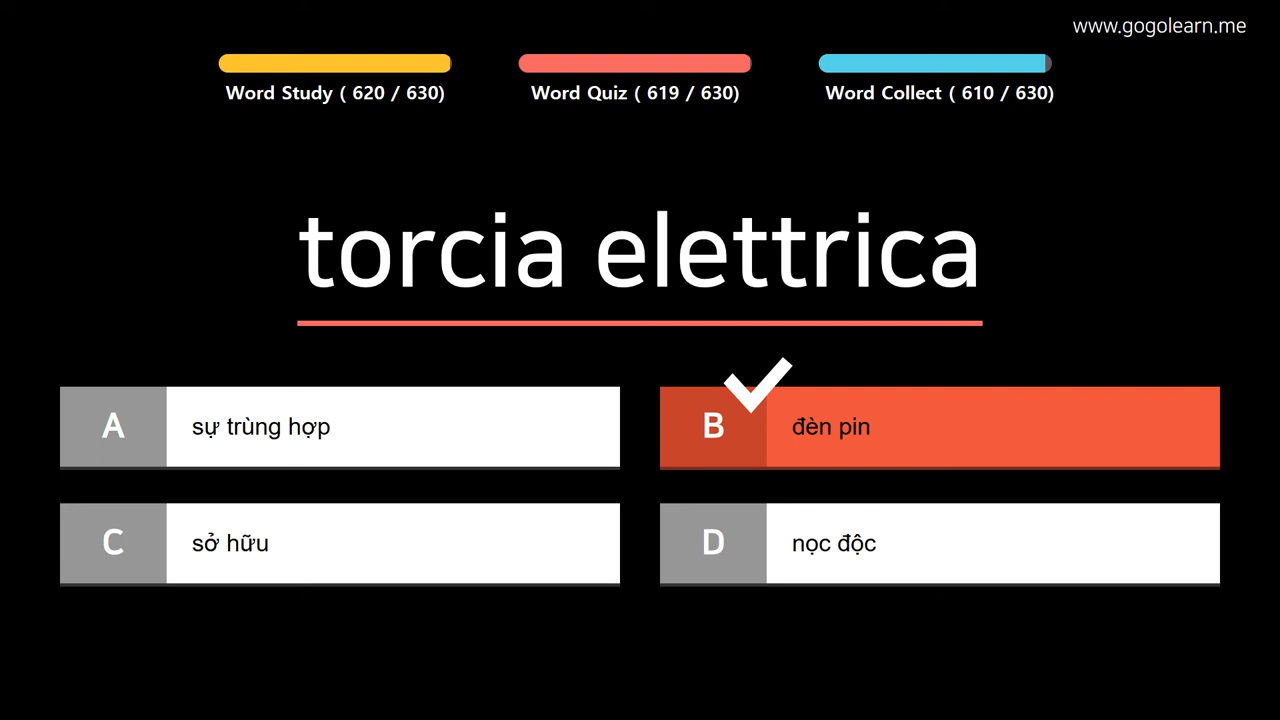 www.gogolearn.me
Word Study ( 620 / 630)
Word Quiz ( 619 / 630)
Word Collect ( 610 / 630)
torcia elettrica
A sự trùng hợp
B đèn pin
C sở hữu
D nọc độc